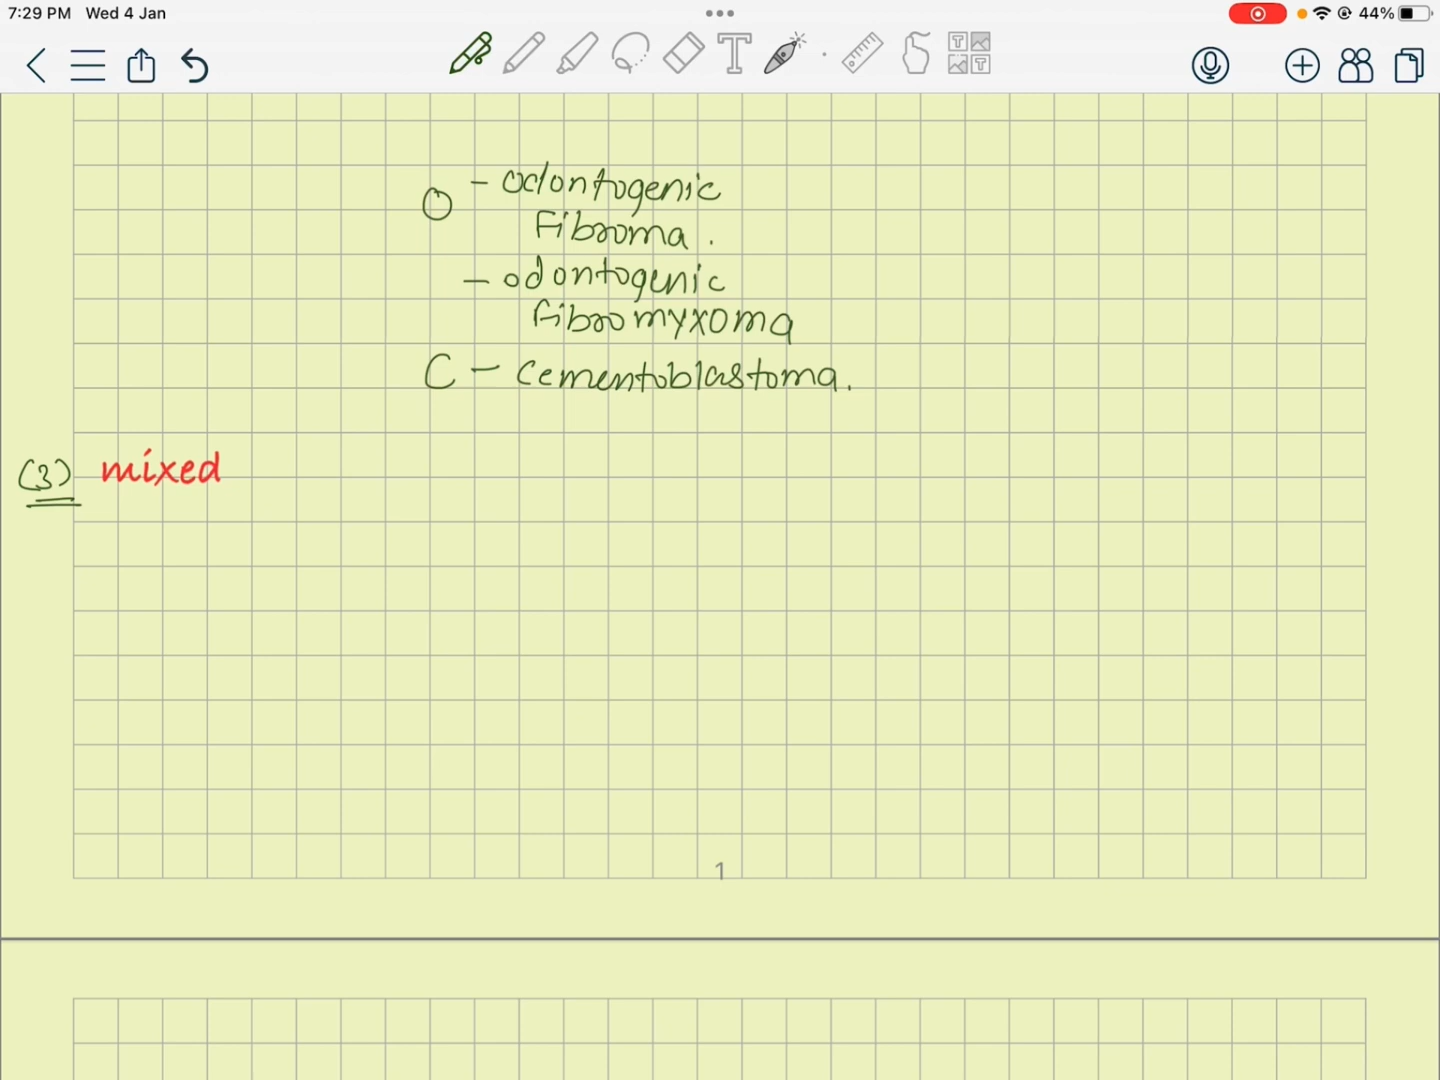 7:29 PM Wed 4 Jan
44%
O - odontogenic
Fibroma.
- odontogenic
Fibromyxoma
C - cementoblastoma.
(3) mixed
1